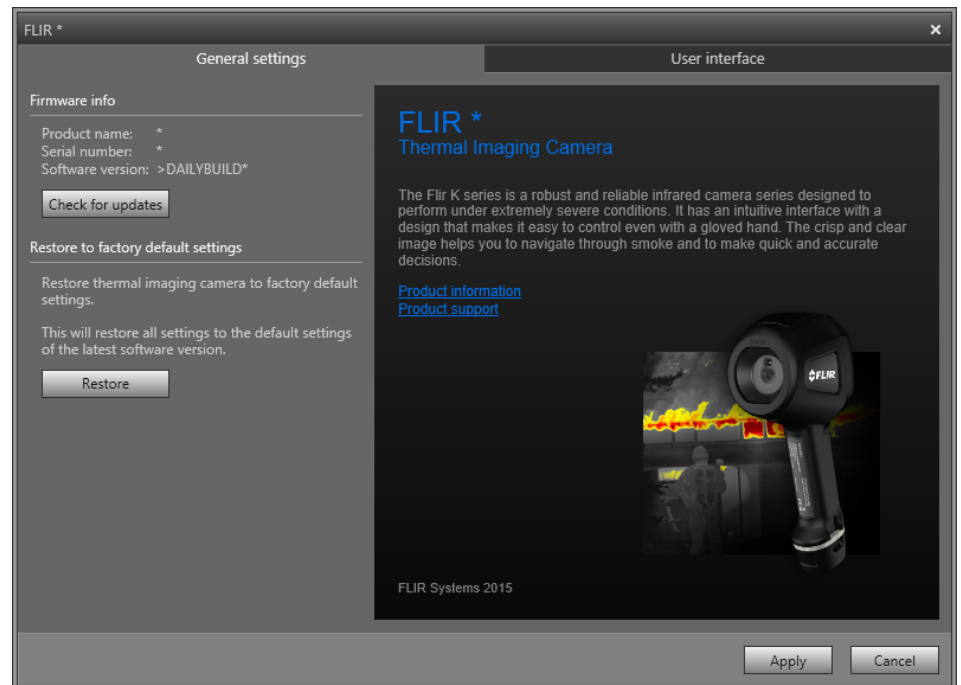 FLIR *
General settings
User interface
Firmware info
Product name: *
Serial number: *
Software version: >DAILYBUILD*
Check for updates
Restore to factory default settings
Restore thermal imaging camera to factory default
settings.
This will restore all settings to the default settings
of the latest software version.
Restore
FLIR *
Thermal Imaging Camera
The Flir K series is a robust and reliable infrared camera series designed to
perform under extremely severe conditions. It has an intuitive interface with a
design that makes it easy to control even with a gloved hand. The crisp and clear
image helps you to navigate through smoke and to make quick and accurate
decisions.
Product information
Product support
FLIR
FLIR Systems 2015
Apply
Cancel